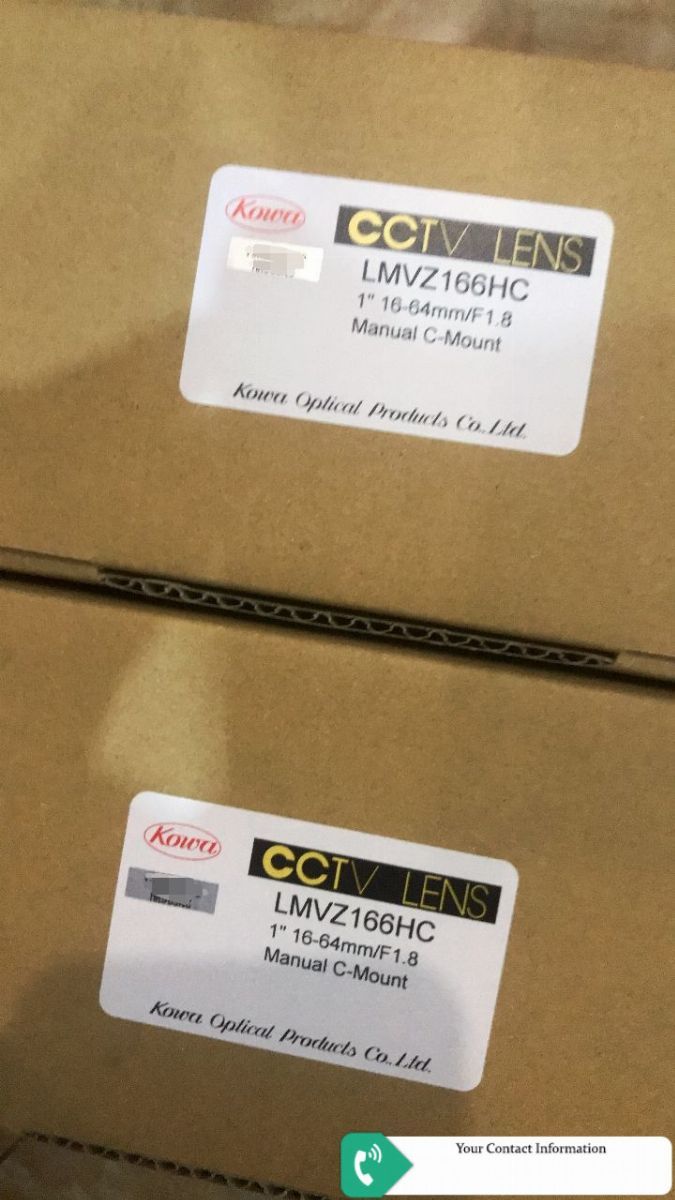 Kowa
CCTV LENS
LMVZ166HC
1" 16-64mm/F1.8
Manual C-Mount
Kowa Optical Products Co.,Ltd.
Kowa
CCTV LENS
LMVZ166HC
1" 16-64mm/F1.8
Manual C-Mount
Kowa Optical Products Co.,Ltd.
Your Contact Information